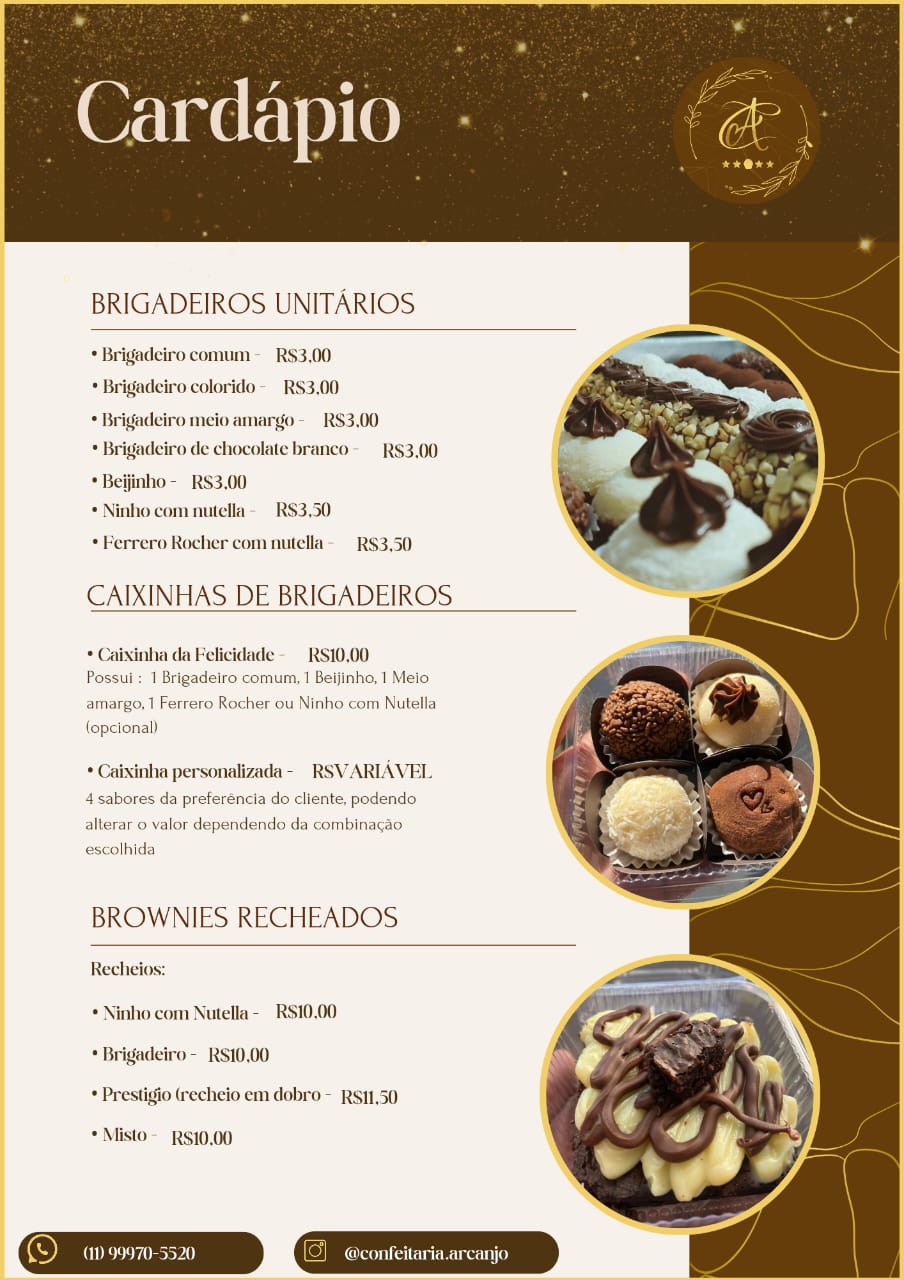 Cardápio
CA
BRIGADEIROS UNITÁRIOS
• Brigadeiro comum - R$3,00
• Brigadeiro colorido - R$3,00
• Brigadeiro meio amargo - R$3,00
• Brigadeiro de chocolate branco - R$3,00
• Beijinho - R$3,00
• Ninho com nutella - R$3,50
• Ferrero Rocher com nutella - R$3,50
CAIXINHAS DE BRIGADEIROS
• Caixinha da Felicidade - R$10,00
Possui : 1 Brigadeiro comum, 1 Beijinho, 1 Meio
amargo, 1 Ferrero Rocher ou Ninho com Nutella
(opcional)
• Caixinha personalizada - R$VARIÁVEL
4 sabores da preferência do cliente, podendo
alterar o valor dependendo da combinação
escolhida
BROWNIES RECHEADOS
Recheios:
• Ninho com Nutella - R$10,00
• Brigadeiro - R$10,00
• Prestigio (recheio em dobro - R$11,50
• Misto - R$10,00
(11) 99970-5520
@confeitaria.arcanjo